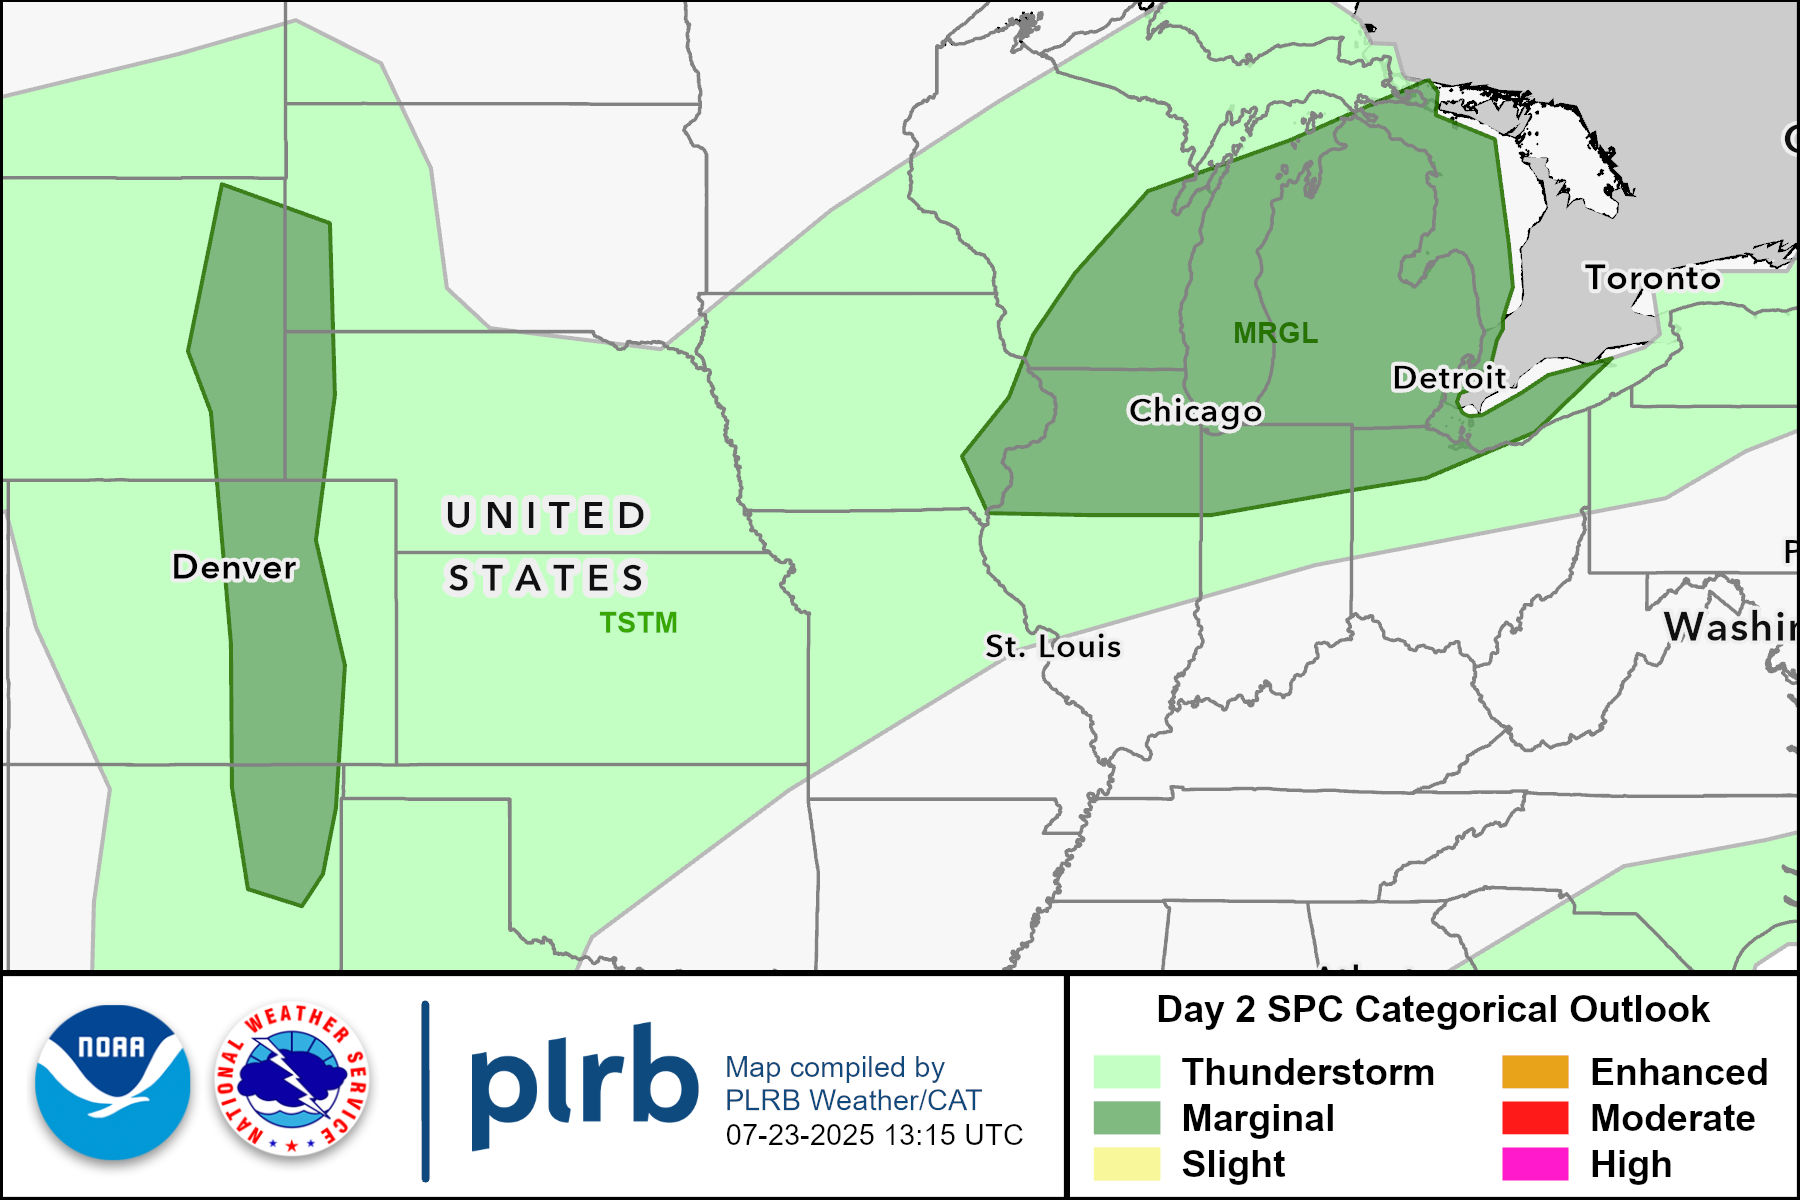 Toronto
MRGL
Detroit
Chicago
UNITED
Denver
STATES
TSTM
Washin
St. Louis
NOAA
NATIONAL WEATHER SERVICE
plrb
Map compiled by
PLRB Weather/CAT
07-23-2025 13:15 UTC
Day 2 SPC Categorical Outlook
Thunderstorm
Enhanced
Marginal
Moderate
Slight
High